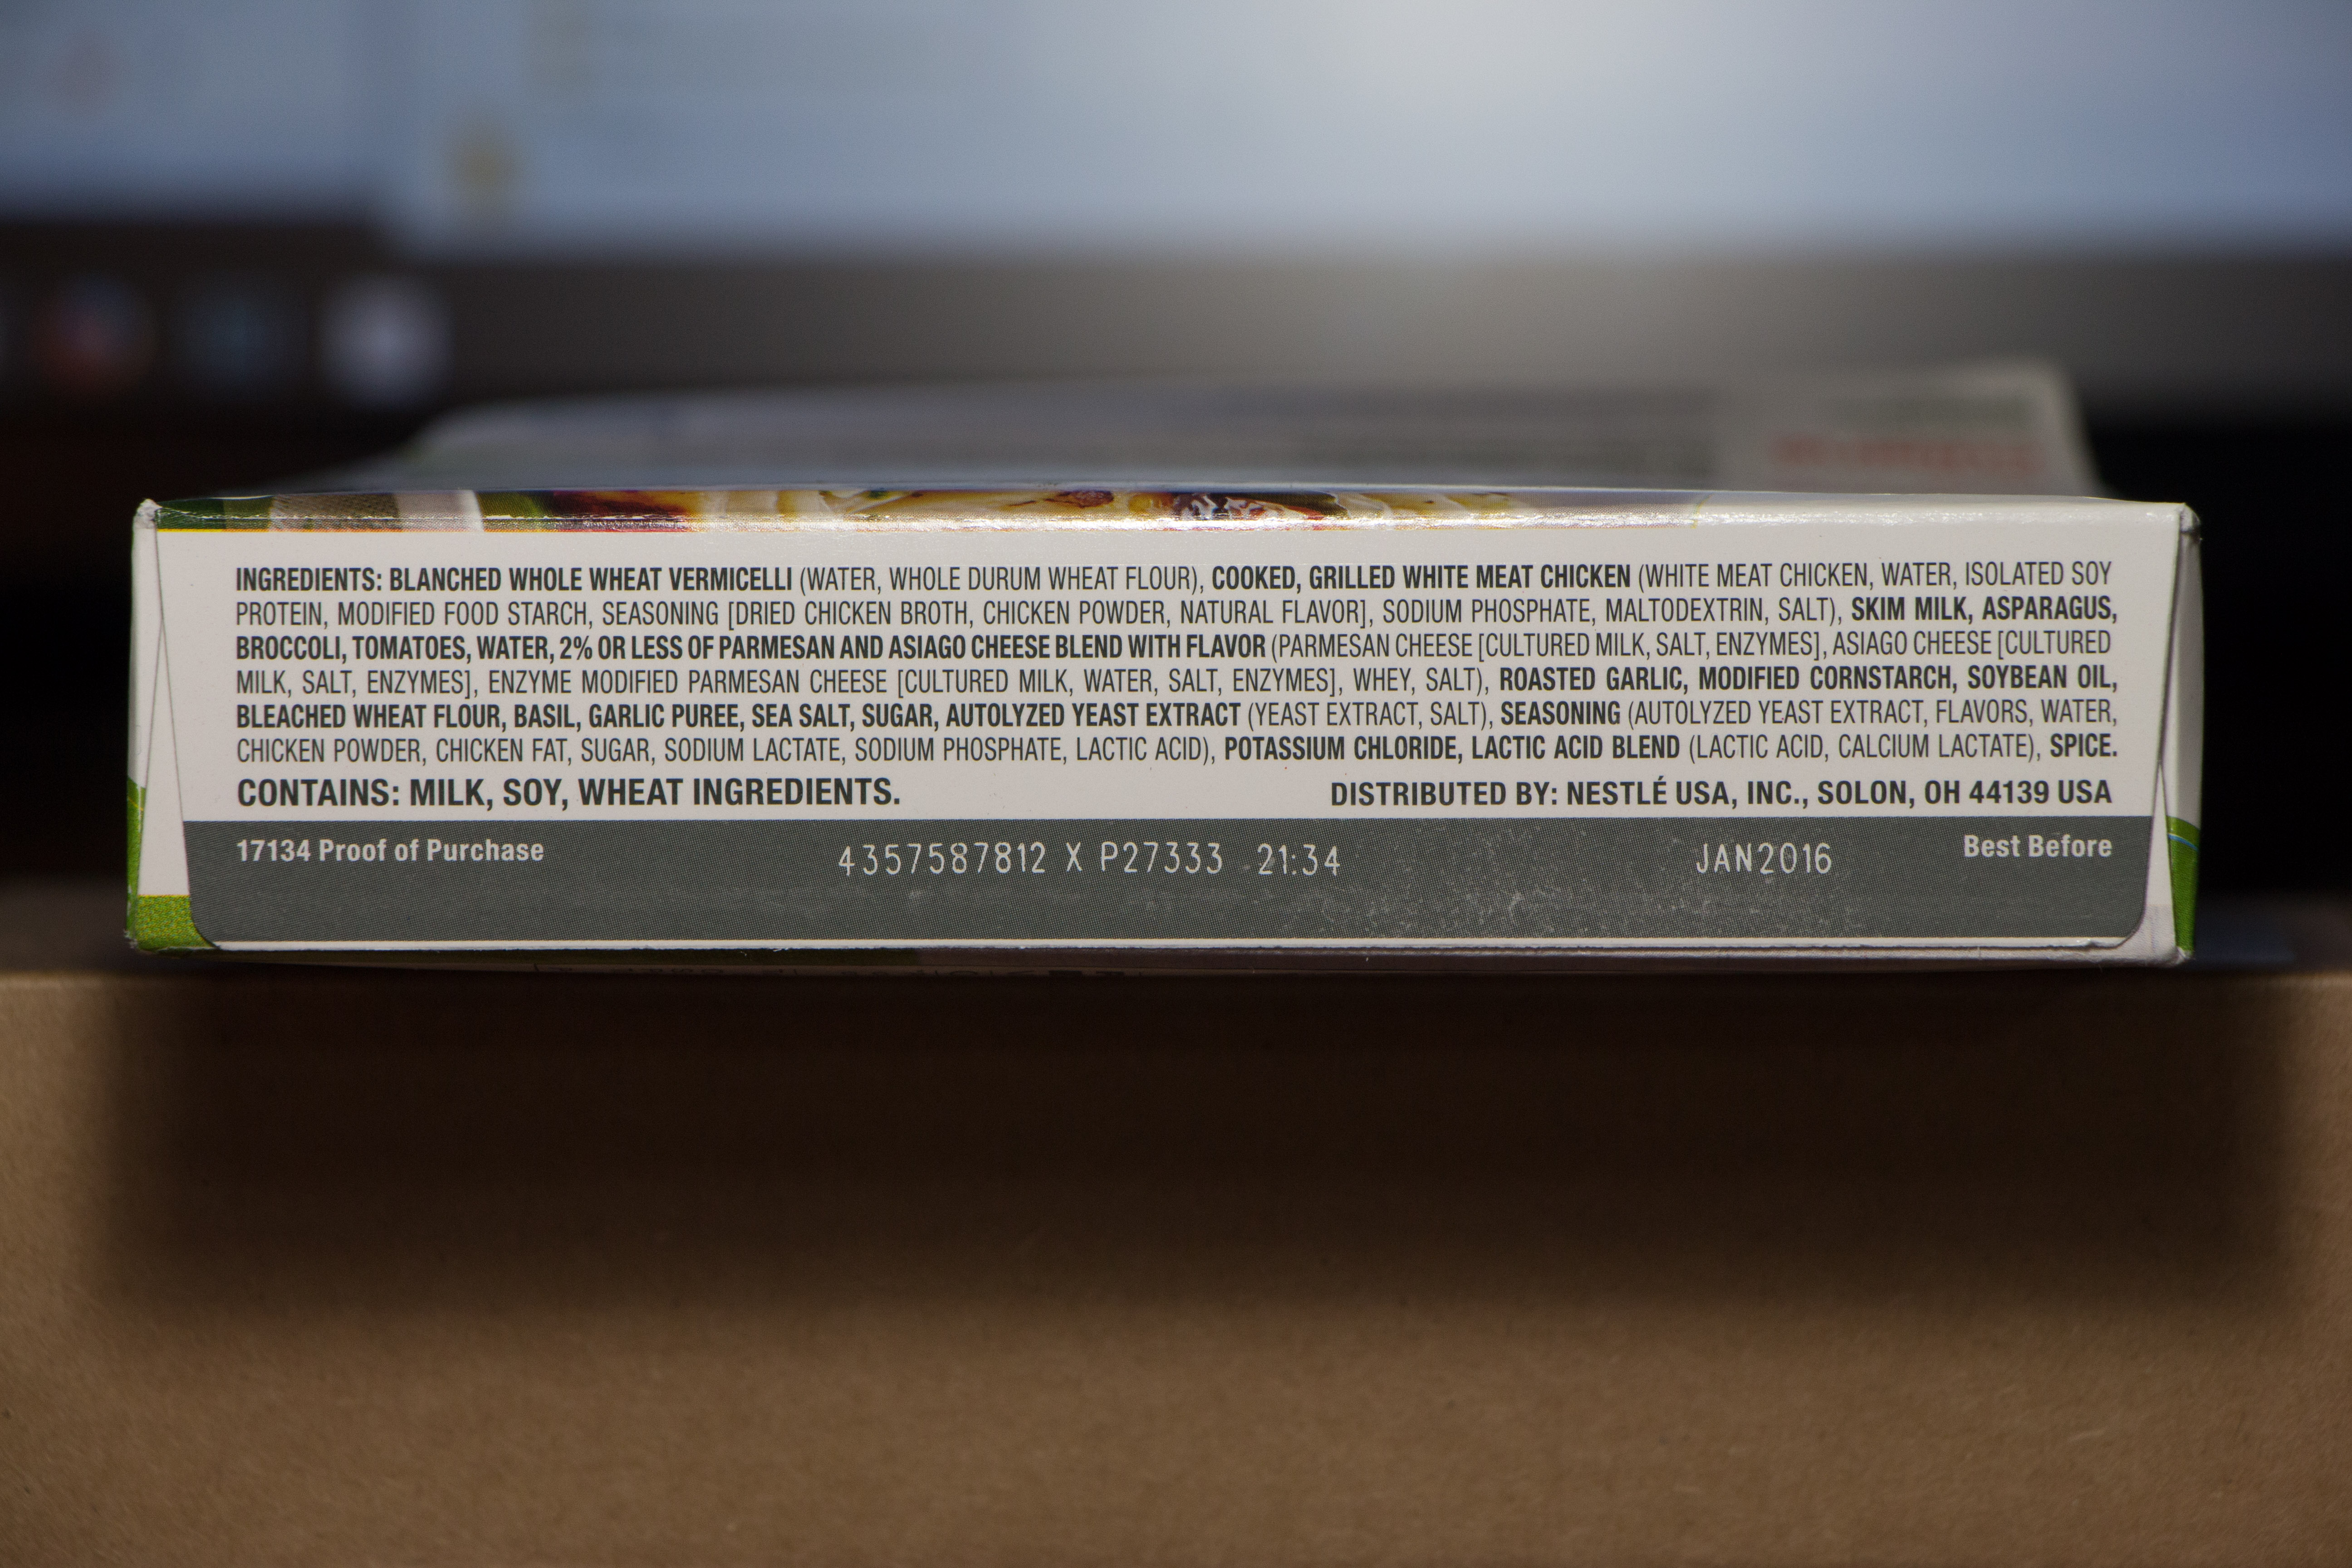 INGREDIENTS: BLANCHED WHOLE WHEAT VERMICELLI (WATER, WHOLE DURUM WHEAT FLOUR), COOKED, GRILLED WHITE MEAT CHICKEN (WHITE MEAT CHICKEN, WATER, ISOLATED SOY
PROTEIN, MODIFIED FOOD STARCH, SEASONING [DRIED CHICKEN BROTH, CHICKEN POWDER, NATURAL FLAVOR], SODIUM PHOSPHATE, MALTODEXTRIN, SALT), SKIM MILK, ASPARAGUS,
BROCCOLI, TOMATOES, WATER, 2% OR LESS OF PARMESAN AND ASIAGO CHEESE BLEND WITH FLAVOR (PARMESAN CHEESE [CULTURED MILK, SALT, ENZYMES], ASIAGO CHEESE [CULTURED
MILK, SALT, ENZYMES], ENZYME MODIFIED PARMESAN CHEESE [CULTURED MILK, WATER, SALT, ENZYMES], WHEY, SALT), ROASTED GARLIC, MODIFIED CORNSTARCH, SOYBEAN OIL,
BLEACHED WHEAT FLOUR, BASIL, GARLIC PUREE, SEA SALT, SUGAR, AUTOLYZED YEAST EXTRACT (YEAST EXTRACT, SALT), SEASONING (AUTOLYZED YEAST EXTRACT, FLAVORS, WATER,
CHICKEN POWDER, CHICKEN FAT, SUGAR, SODIUM LACTATE, SODIUM PHOSPHATE, LACTIC ACID), POTASSIUM CHLORIDE, LACTIC ACID BLEND (LACTIC ACID, CALCIUM LACTATE), SPICE.
CONTAINS: MILK, SOY, WHEAT INGREDIENTS. DISTRIBUTED BY: NESTLÉ USA, INC., SOLON, OH 44139 USA
17134 Proof of Purchase 4357587812 X P27333 21:34 JAN2016 Best Before